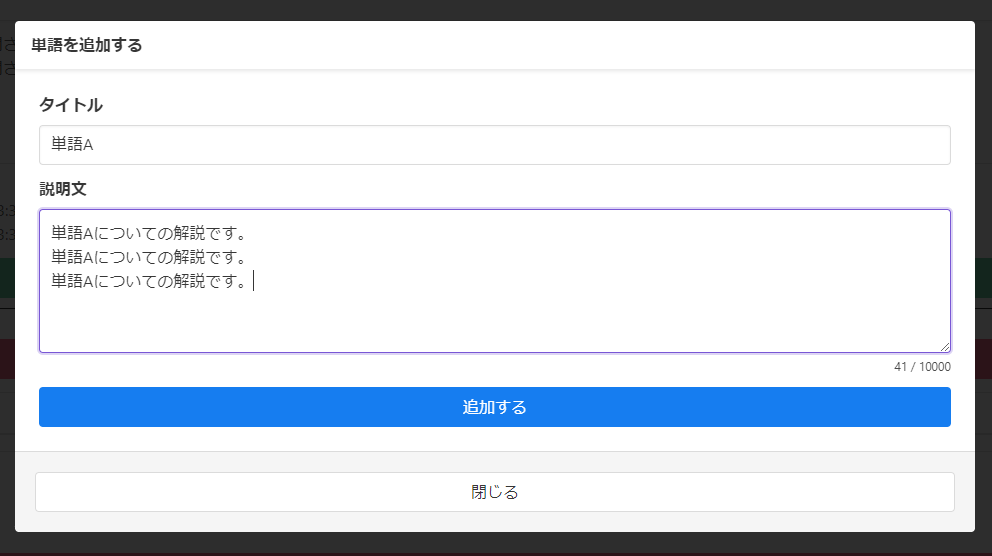 単語を追加する
タイトル
単語A
説明文
単語Aについての解説です。
単語Aについての解説です。
単語Aについての解説です。
41 / 10000
追加する
閉じる